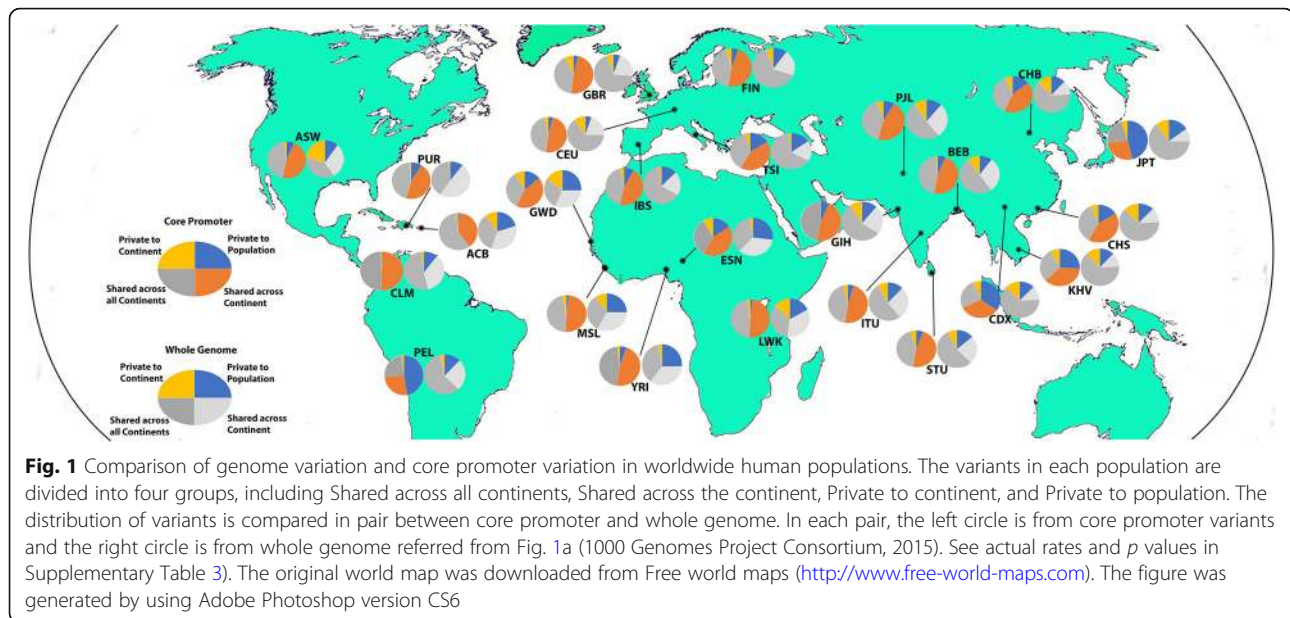 GBR
FIN
CHB
PJL
ASW
CEU
TSI
BEB
JPT
PUR
GWD
IBS
Core Promoter
Private to
Continent
Private to
Population
Shared across
all Continents
Shared across
Continent
ACB
ESN
GIH
CHS
KHV
CLM
MSL
LWK
ITU
CDX
Whole Genome
Private to
Continent
Private to
Population
Shared across
all Continents
Shared across
Continent
PEL
YRI
STU
Fig. 1 Comparison of genome variation and core promoter variation in worldwide human populations. The variants in each population are
divided into four groups, including Shared across all continents, Shared across the continent, Private to continent, and Private to population. The
distribution of variants is compared in pair between core promoter and whole genome. In each pair, the left circle is from core promoter variants
and the right circle is from whole genome referred from Fig. 1a (1000 Genomes Project Consortium, 2015). See actual rates and p values in
Supplementary Table 3). The original world map was downloaded from Free world maps (http://www.free-world-maps.com). The figure was
generated by using Adobe Photoshop version CS6